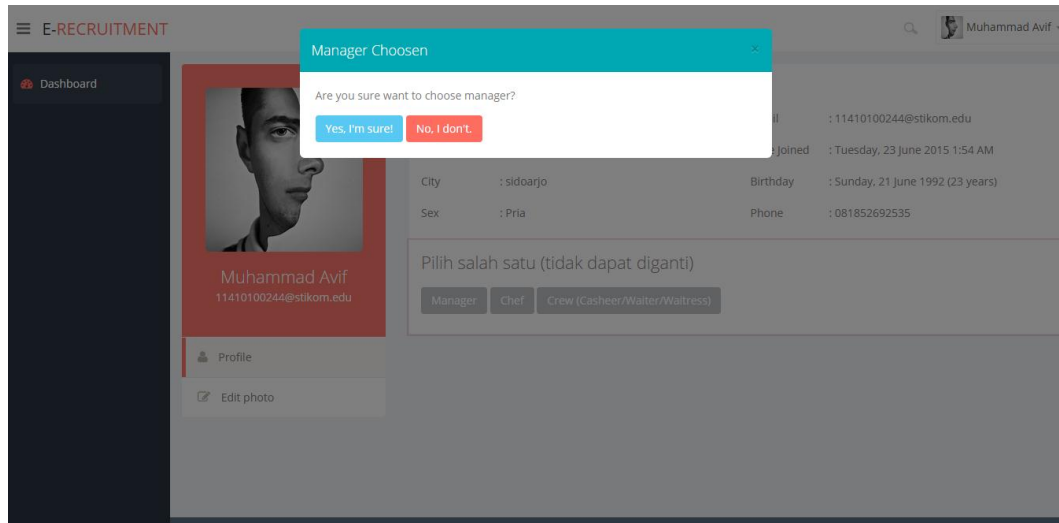 E-RECRUITMENT
Muhammad Avif
Manager Choosen
x
Are you sure want to choose manager?
Yes, I'm sure! No, I don't.
Dashboard
: 11410100244@stikom.edu
Joined : Tuesday, 23 June 2015 1:54 AM
City : sidoarjo Birthday : Sunday, 21 June 1992 (23 years)
Sex : Pria Phone : 081852692535
Muhammad Avif
11410100244@stikom.edu
Pilih salah satu (tidak dapat diganti)
Manager Chef Crew (Casheer/Waiter/Waitress)
Profile
Edit photo